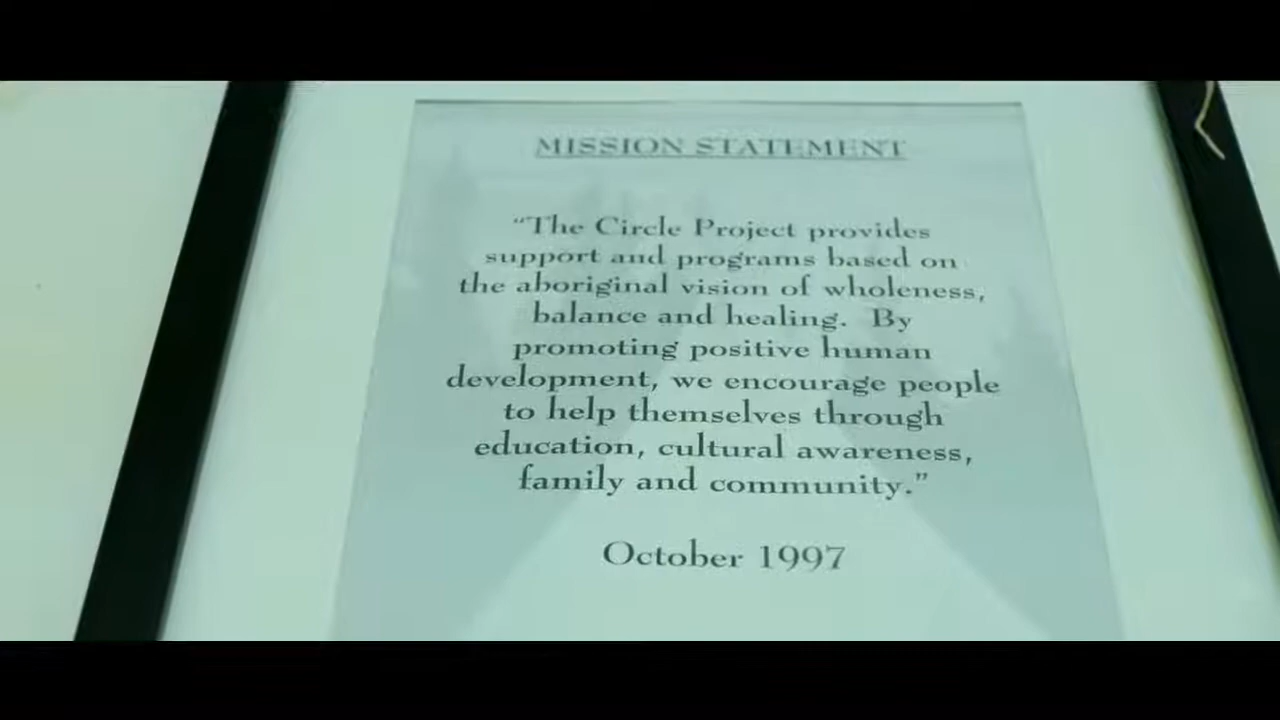 MISSION STATEMENT
“The Circle Project provides
support and programs based on
the aboriginal vision of wholeness,
balance and healing. By
promoting positive human
development, we encourage people
to help themselves through
education, cultural awareness,
family and community.”
October 1997